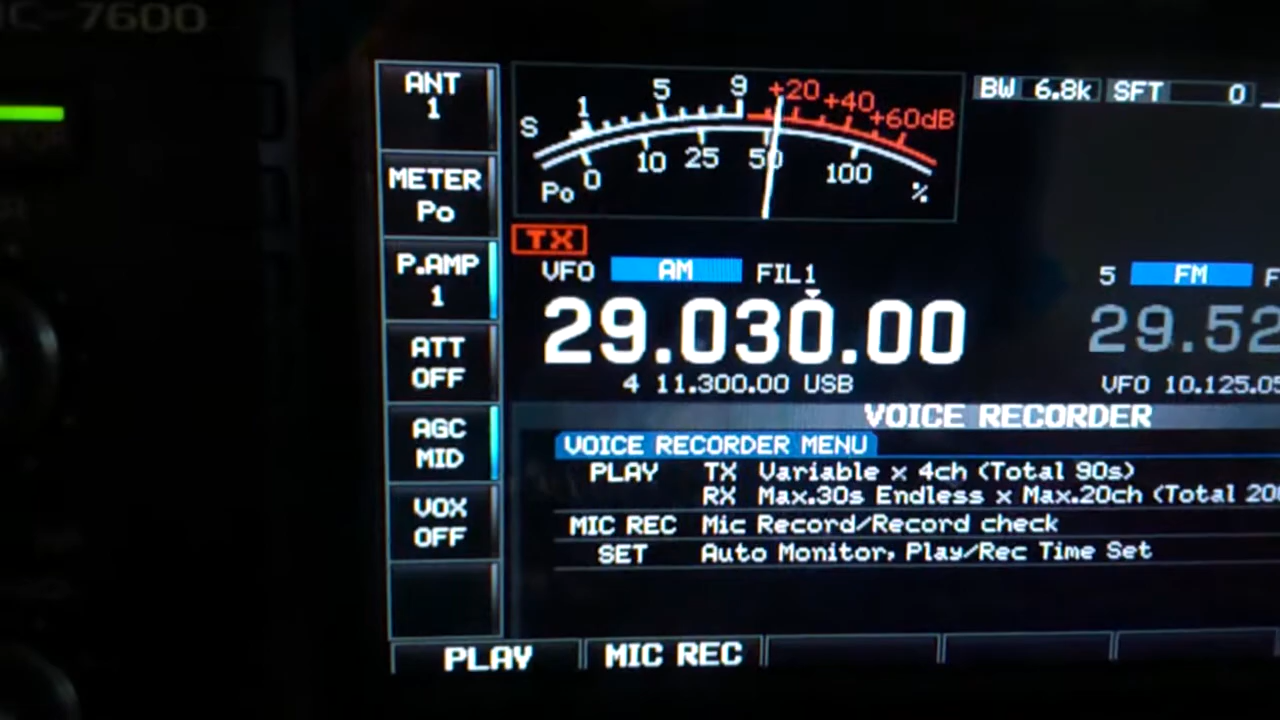 IC-7600
ANT
1
METER
Po
P.AMP
1
ATT
OFF
AGC
MID
VOX
OFF
S 1 5 9 +20 +40 +60dB
Po 0 10 25 50 100 %
BW 6.8k SFT 0
TX
VFO AM FIL1
29.030.00
4 11.300.00 USB
5 FM F
29.52
VFO 10.125.05
VOICE RECORDER
VOICE RECORDER MENU
PLAY TX Variable x 4ch (Total 90s)
RX Max.30s Endless x Max.20ch (Total 20
MIC REC Mic Record/Record check
SET Auto Monitor, Play/Rec Time Set
PLAY MIC REC